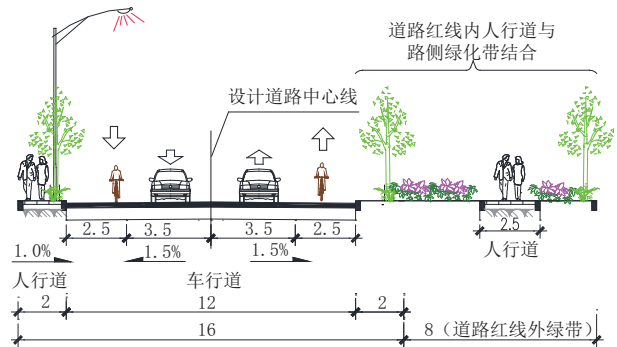 道路红线内人行道与
路侧绿化带结合
设计道路中心线
2.5 3.5 3.5 2.5 2.5
1.0% 1.5% 1.5% 人行道
人行道 车行道
2 12 2
16 8（道路红线外绿带）